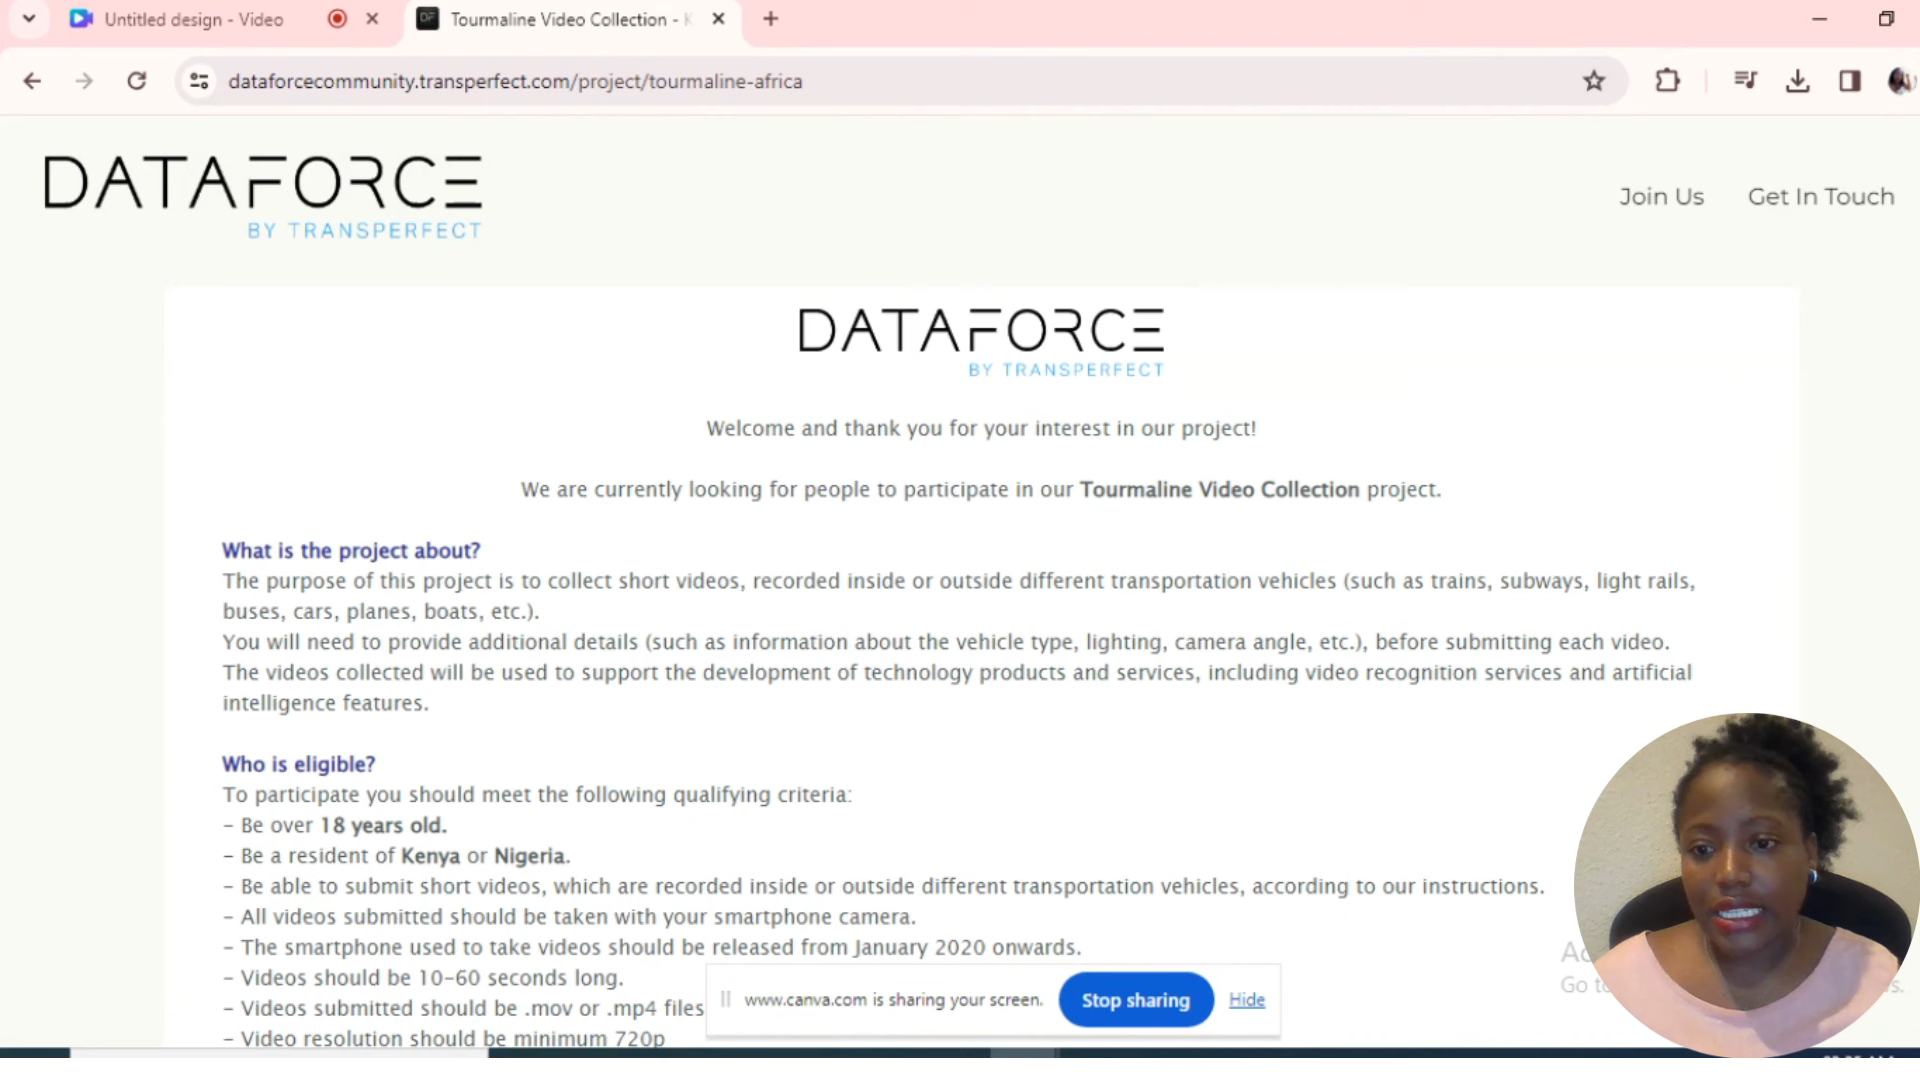 Untitled design - Video
Tourmaline Video Collection - K
dataforcecommunity.transperfect.com/project/tourmaline-africa
DATAFORCE
BY TRANSPERFECT
Join Us
Get In Touch
DATAFORCE
BY TRANSPERFECT
Welcome and thank you for your interest in our project!
We are currently looking for people to participate in our Tourmaline Video Collection project.
What is the project about?
The purpose of this project is to collect short videos, recorded inside or outside different transportation vehicles (such as trains, subways, light rails,
buses, cars, planes, boats, etc.).
You will need to provide additional details (such as information about the vehicle type, lighting, camera angle, etc.), before submitting each video.
The videos collected will be used to support the development of technology products and services, including video recognition services and artificial
intelligence features.
Who is eligible?
To participate you should meet the following qualifying criteria:
– Be over 18 years old.
– Be a resident of Kenya or Nigeria.
– Be able to submit short videos, which are recorded inside or outside different transportation vehicles, according to our instructions.
– All videos submitted should be taken with your smartphone camera.
– The smartphone used to take videos should be released from January 2020 onwards.
– Videos should be 10–60 seconds long.
– Videos submitted should be .mov or .mp4 files
– Video resolution should be minimum 720p
www.canva.com is sharing your screen.
Stop sharing
Hide
Go to